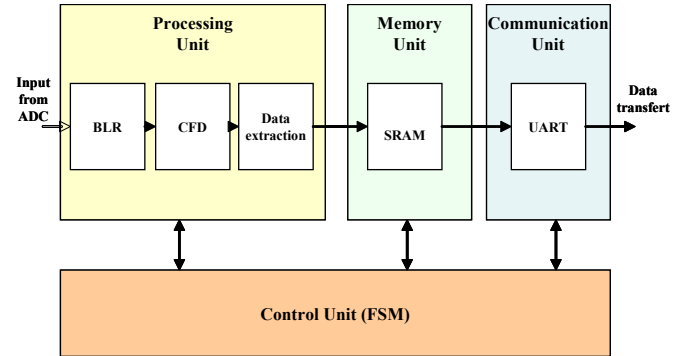 Processing
Unit
Memory
Unit
Communication
Unit
Input
from
ADC
BLR
CFD
Data
extraction
SRAM
UART
Data
transfert
Control Unit (FSM)